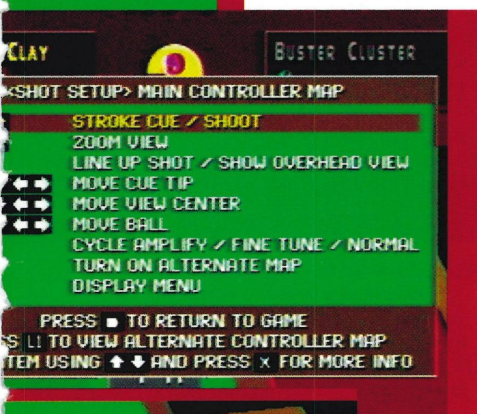 CLAY
BUSTER CLUSTER
<SHOT SETUP> MAIN CONTROLLER MAP
STROKE CUE / SHOOT
ZOOM VIEW
LINE UP SHOT / SHOW OVERHEAD VIEW
MOVE CUE TIP
MOVE VIEW CENTER
MOVE BALL
CYCLE AMPLIFY / FINE TUNE / NORMAL
TURN ON ALTERNATE MAP
DISPLAY MENU
PRESS TO RETURN TO GAME
SS L1 TO VIEW ALTERNATE CONTROLLER MAP
TEM USING ↑ ↓ AND PRESS X FOR MORE INFO